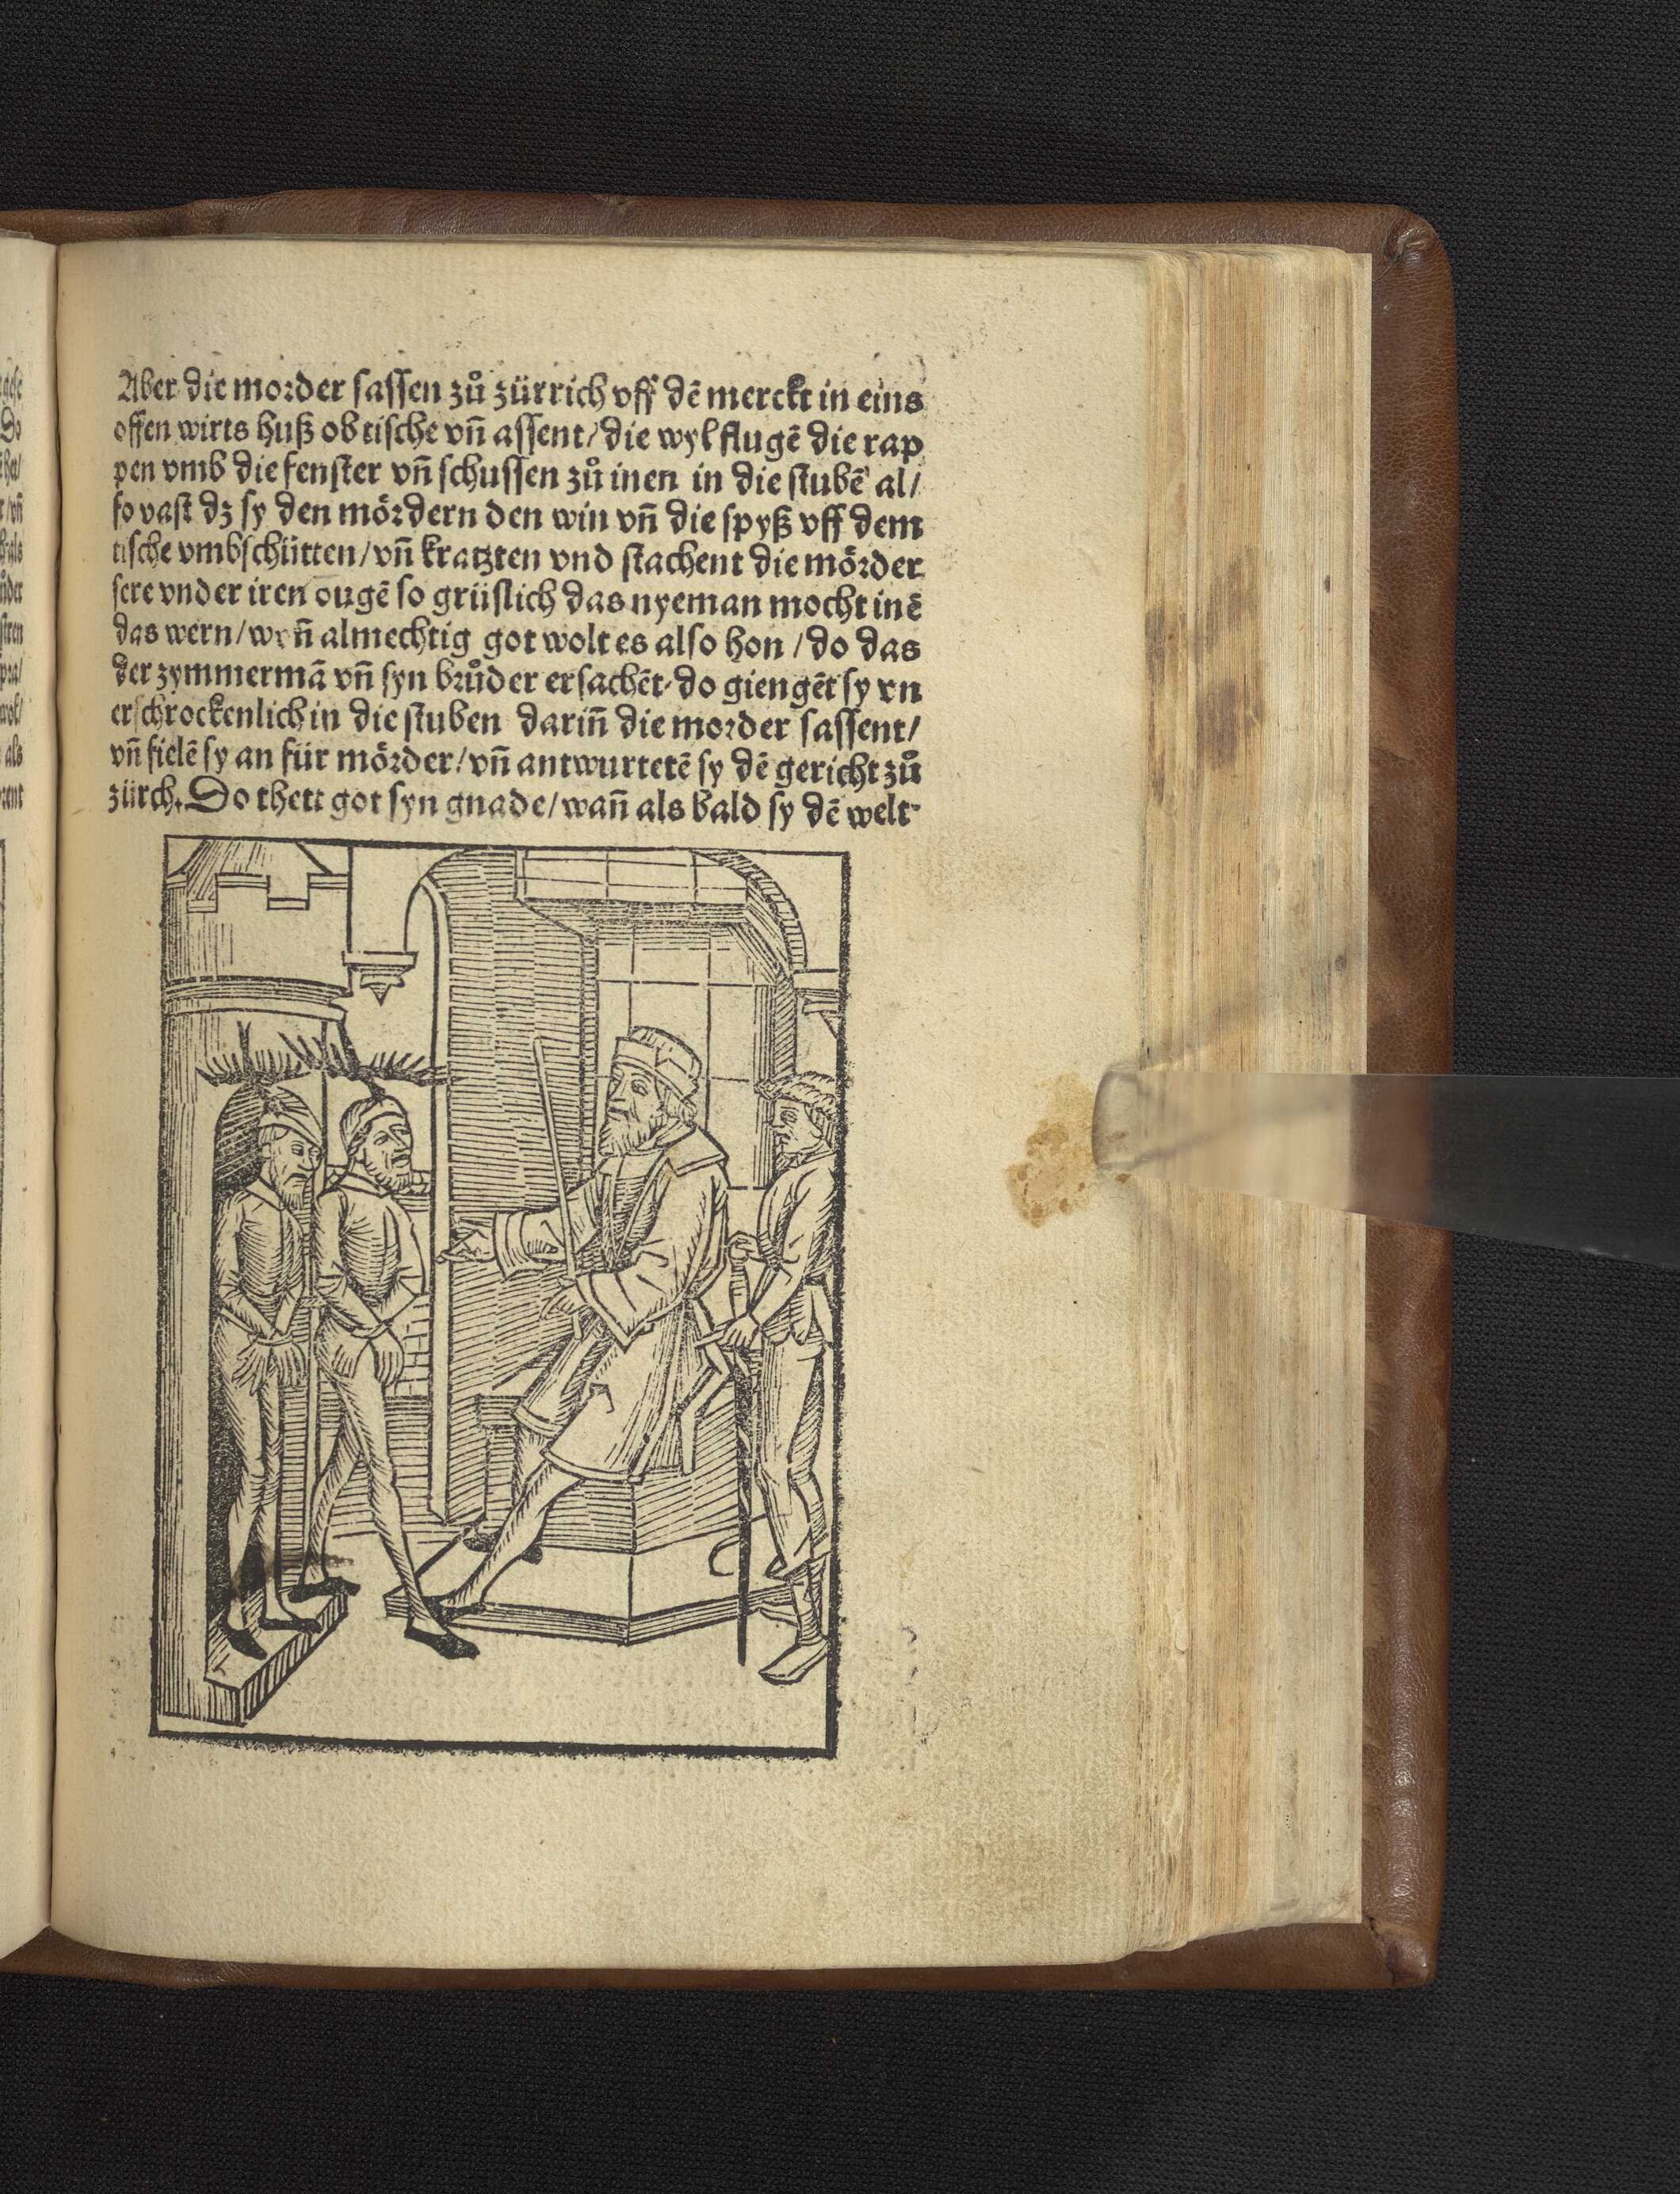 Aber die morder sassen zů zürrich vff dē merckt in eins
offen wirts huß ob tische vñ assent/die wyl flugē die rap
pen vmb die fenster vñ schussen zů inen in die stubē al/
so vast dz sy den mördern den win vñ die spyß vff dem
tische vmbschütten/vñ kratzten vnd stachent die mörder
sere vnder iren ougē so grüslich das nyeman mocht inē
das wern/wenñ almechtig got wolt es also hon/do das
der zymmermā vñ syn brůder ersachēt do giengēt sy vn
erschrockenlich in die stuben darinñ die morder sassent/
vñ fielē sy an für mörder/vñ antwurtetē sy dē gericht zů
zürch. Do thett got syn gnade/wañ als bald sy dē welt